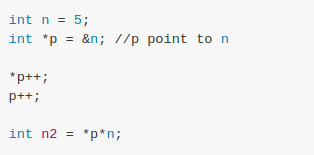 int n = 5;
int *p = &n; //p point to n
*p++;
p++;
int n2 = *p*n;